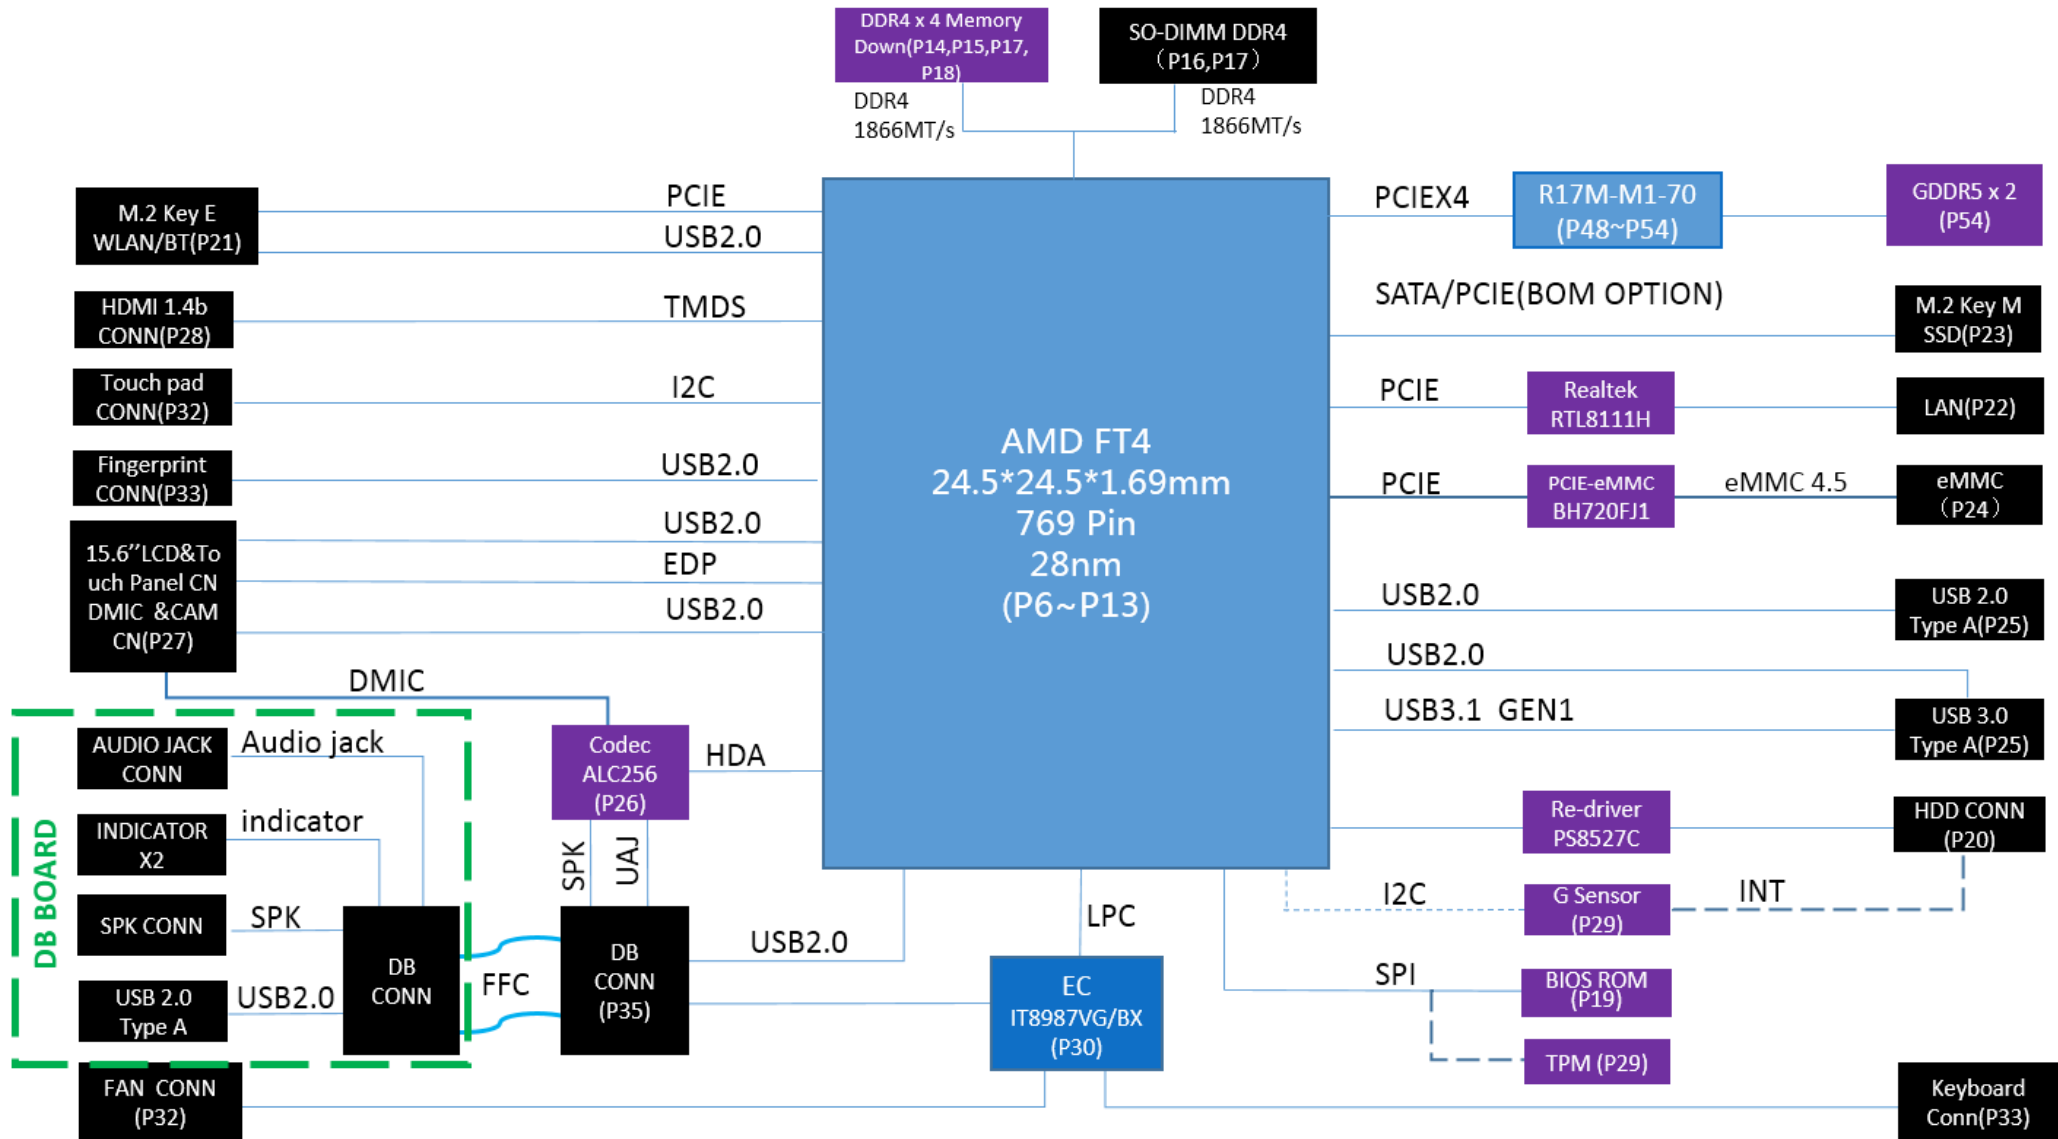 DDR4 x 4 Memory
Down(P14,P15,P17,
P18)
SO-DIMM DDR4
（P16,P17）
DDR4
1866MT/s
DDR4
1866MT/s
M.2 Key E
WLAN/BT(P21)
PCIE
USB2.0
HDMI 1.4b
CONN(P28)
TMDS
Touch pad
CONN(P32)
I2C
Fingerprint
CONN(P33)
USB2.0
15.6’’LCD&To
uch Panel CN
DMIC &CAM
CN(P27)
USB2.0
EDP
USB2.0
DMIC
AMD FT4
24.5*24.5*1.69mm
769 Pin
28nm
(P6~P13)
PCIEX4
R17M-M1-70
(P48~P54)
GDDR5 x 2
(P54)
SATA/PCIE(BOM OPTION)
M.2 Key M
SSD(P23)
PCIE
Realtek
RTL8111H
LAN(P22)
PCIE
PCIE-eMMC
BH720FJ1
eMMC 4.5
eMMC
（P24）
USB2.0
USB 2.0
Type A(P25)
USB2.0
USB3.1 GEN1
USB 3.0
Type A(P25)
Re-driver
PS8527C
HDD CONN
(P20)
I2C
G Sensor
(P29)
INT
SPI
BIOS ROM
(P19)
TPM (P29)
DB BOARD
AUDIO JACK
CONN
Audio jack
INDICATOR
X2
indicator
SPK CONN
SPK
USB 2.0
Type A
USB2.0
DB
CONN
FFC
Codec
ALC256
(P26)
HDA
SPK
UAJ
DB
CONN
(P35)
USB2.0
LPC
EC
IT8987VG/BX
(P30)
FAN CONN
(P32)
Keyboard
Conn(P33)